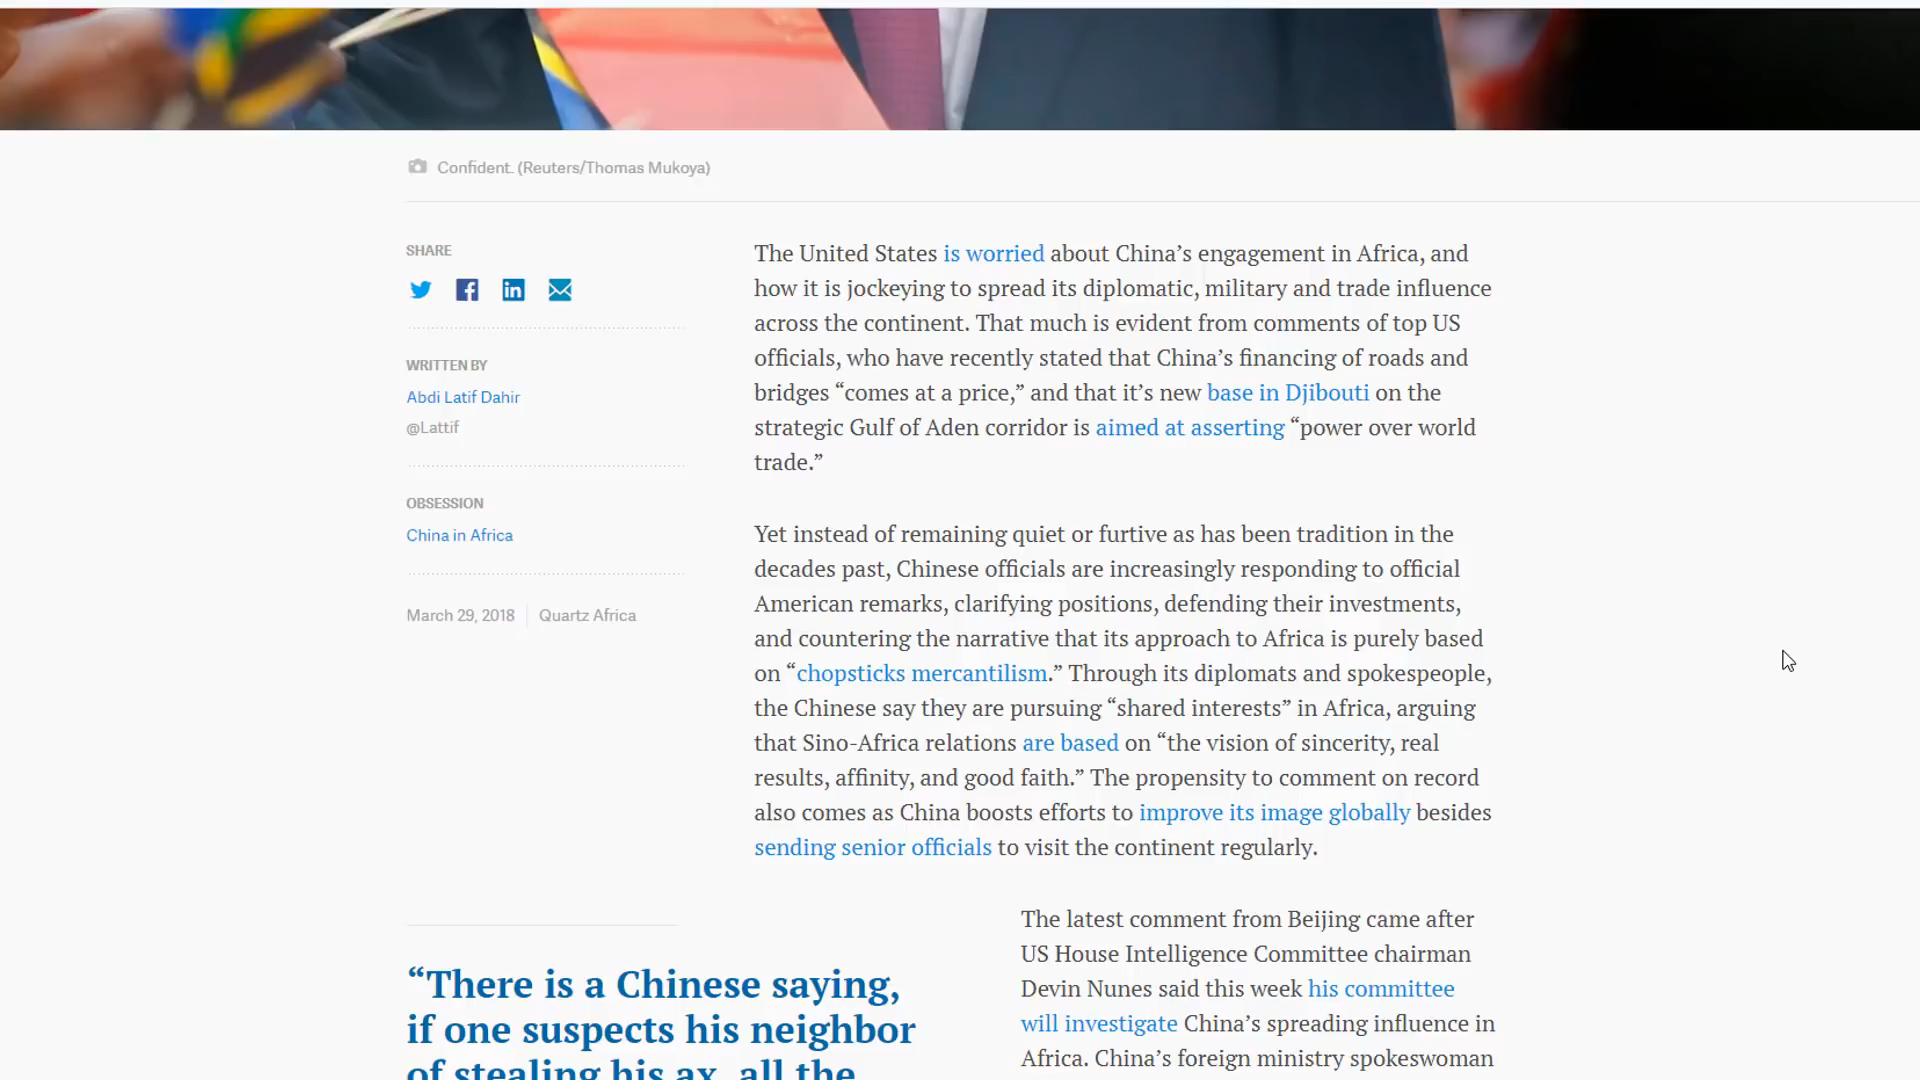 Confident. (Reuters/Thomas Mukoya)
SHARE
WRITTEN BY
Abdi Latif Dahir
@Lattif
OBSESSION
China in Africa
March 29, 2018 Quartz Africa
The United States is worried about China’s engagement in Africa, and
how it is jockeying to spread its diplomatic, military and trade influence
across the continent. That much is evident from comments of top US
officials, who have recently stated that China’s financing of roads and
bridges “comes at a price,” and that it’s new base in Djibouti on the
strategic Gulf of Aden corridor is aimed at asserting “power over world
trade.”
Yet instead of remaining quiet or furtive as has been tradition in the
decades past, Chinese officials are increasingly responding to official
American remarks, clarifying positions, defending their investments,
and countering the narrative that its approach to Africa is purely based
on “chopsticks mercantilism.” Through its diplomats and spokespeople,
the Chinese say they are pursuing “shared interests” in Africa, arguing
that Sino-Africa relations are based on “the vision of sincerity, real
results, affinity, and good faith.” The propensity to comment on record
also comes as China boosts efforts to improve its image globally besides
sending senior officials to visit the continent regularly.
“There is a Chinese saying,
if one suspects his neighbor
of stealing his ax, all the
The latest comment from Beijing came after
US House Intelligence Committee chairman
Devin Nunes said this week his committee
will investigate China’s spreading influence in
Africa. China’s foreign ministry spokeswoman